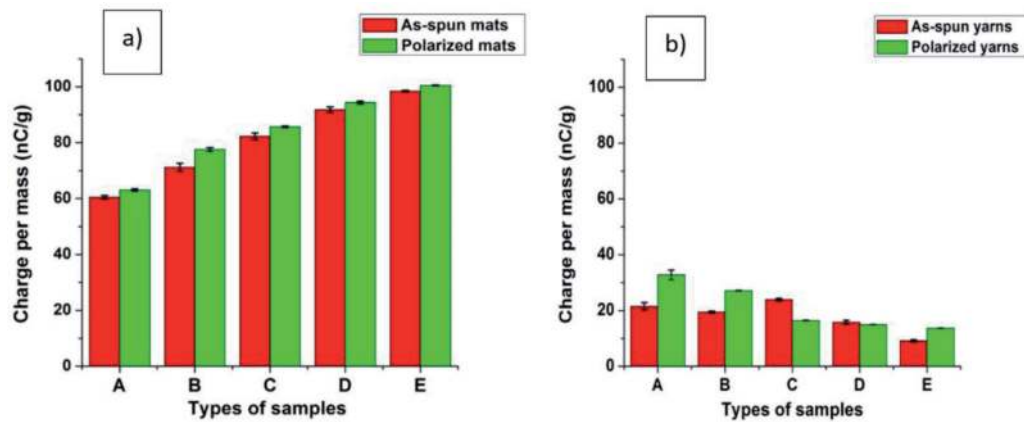 a)
As-spun mats
Polarized mats
Charge per mass (nC/g)
100
80
60
40
20
0
A B C D E
Types of samples
b)
As-spun yarns
Polarized yarns
Charge per mass (nC/g)
100
80
60
40
20
0
A B C D E
Types of samples